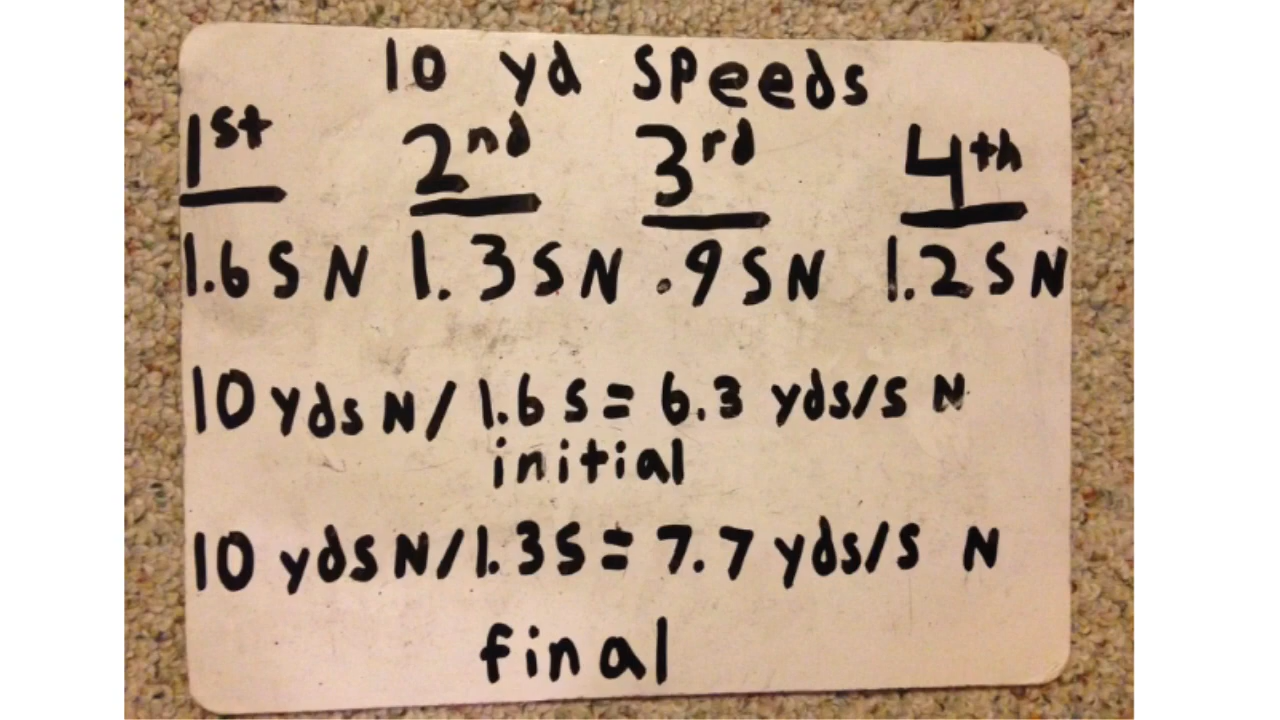 10 yd speeds
1st 2nd 3rd 4th
1.6 S N 1.3 S N .9 S N 1.2 S N
10 yds N/ 1.6 s = 6.3 yds/s N
initial
10 yds N/1.3s = 7.7 yds/s N
final